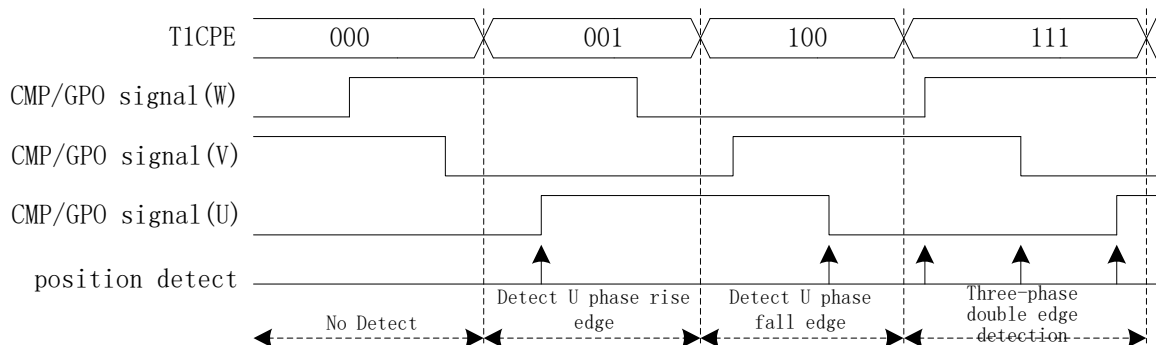 T1CPE 000 001 100 111
CMP/GPO signal(W)
CMP/GPO signal(V)
CMP/GPO signal(U)
position detect
No Detect
Detect U phase rise
edge
Detect U phase
fall edge
Three-phase
double edge
detection